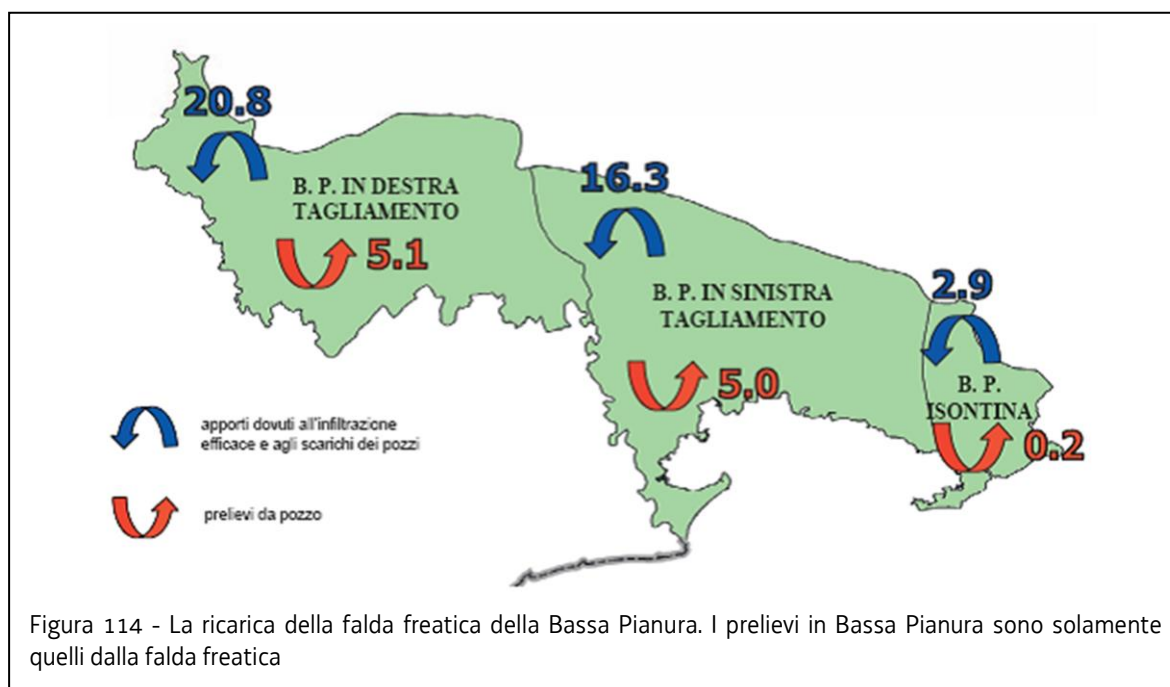 20.8
B. P. IN DESTRA
TAGLIAMENTO
5.1
16.3
B. P. IN SINISTRA
TAGLIAMENTO
5.0
2.9
B. P.
ISONTINA
0.2
apporti dovuti all'infiltrazione
efficace e agli scarichi dei pozzi
prelievi da pozzo
Figura 114 - La ricarica della falda freatica della Bassa Pianura. I prelievi in Bassa Pianura sono solamente
quelli dalla falda freatica